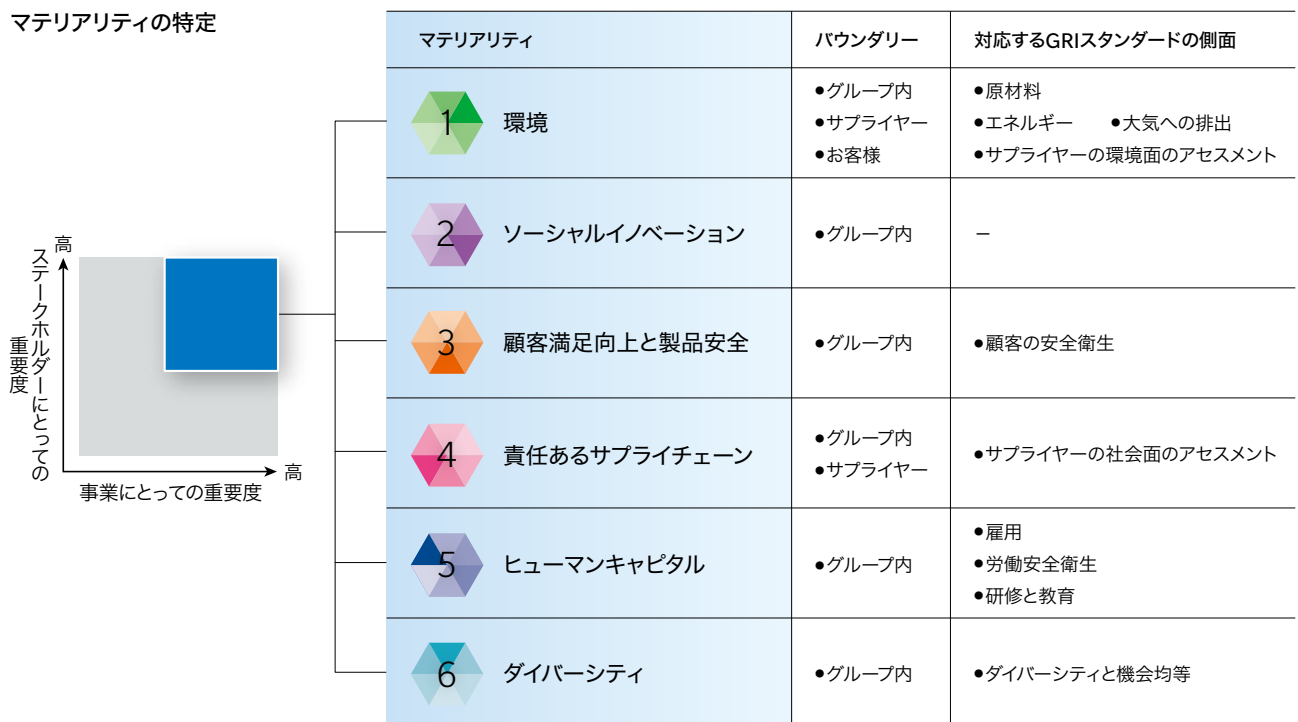 マテリアリティの特定
高
ステークホルダーにとっての
重要度
高
事業にとっての重要度
マテリアリティ バウンダリー 対応するGRIスタンダードの側面
1 環境
●グループ内
●サプライヤー
●お客様
●原材料
●エネルギー ●大気への排出
●サプライヤーの環境面のアセスメント
2 ソーシャルイノベーション ●グループ内 －
3 顧客満足向上と製品安全 ●グループ内 ●顧客の安全衛生
4 責任あるサプライチェーン
●グループ内
●サプライヤー
●サプライヤーの社会面のアセスメント
5 ヒューマンキャピタル ●グループ内
●雇用
●労働安全衛生
●研修と教育
6 ダイバーシティ ●グループ内 ●ダイバーシティと機会均等